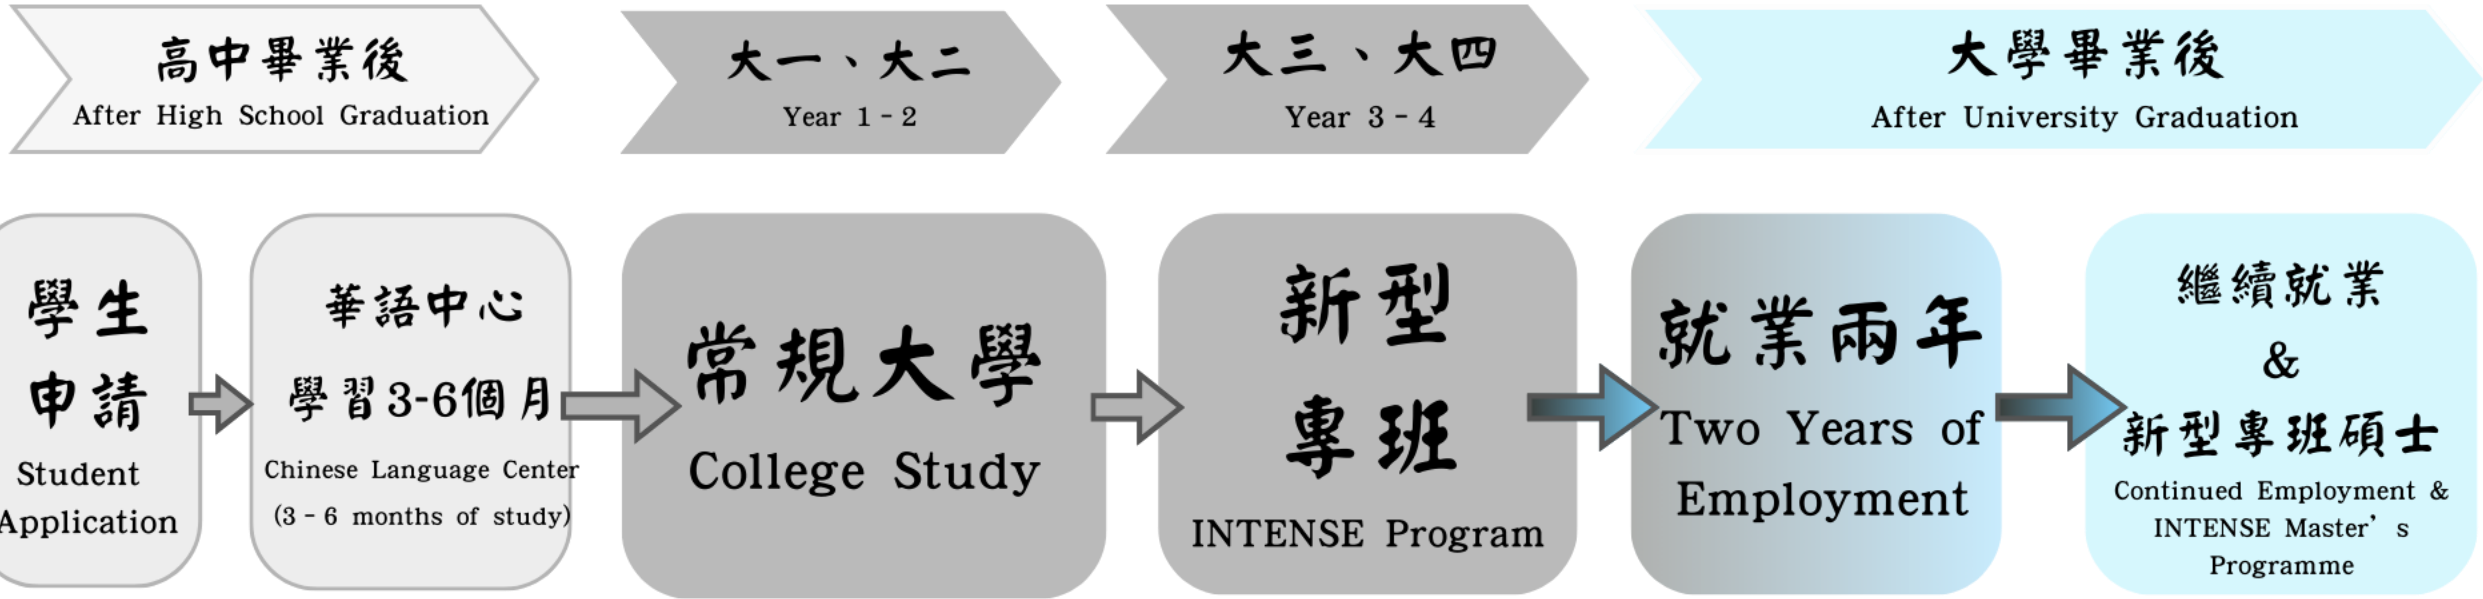 高中畢業後
After High School Graduation
大一、大二
Year 1-2
大三、大四
Year 3-4
大學畢業後
After University Graduation
學生
申請
Student
Application
華語中心
學習3-6個月
Chinese Language Center
(3-6 months of study)
常規大學
College Study
新型
專班
INTENSE Program
就業兩年
Two Years of
Employment
繼續就業
&
新型專班碩士
Continued Employment &
INTENSE Master’s
Programme